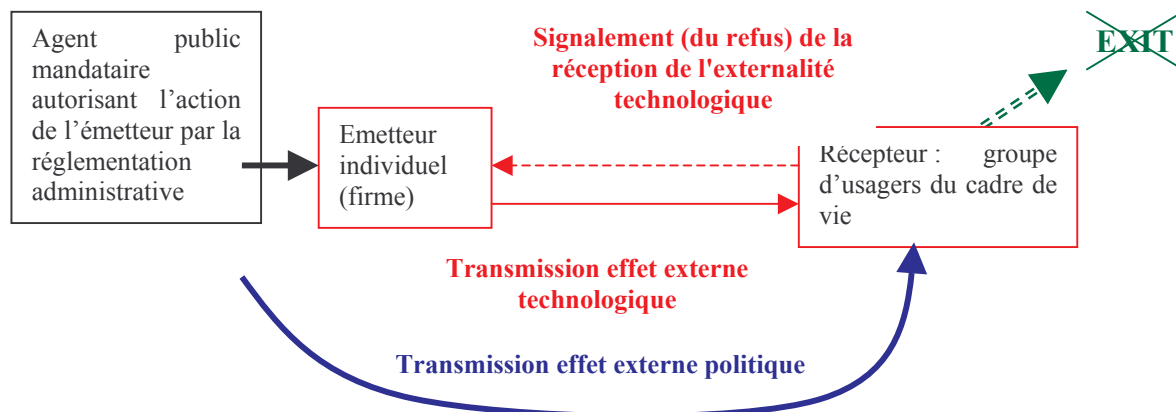 Agent public
mandataire
autorisant l’action
de l’émetteur par la
réglementation
administrative
Emetteur
individuel
(firme)
Signalement (du refus) de la
réception de l'externalité
technologique
EXIT
Récepteur : groupe
d’usagers du cadre de
vie
Transmission effet externe
technologique
Transmission effet externe politique